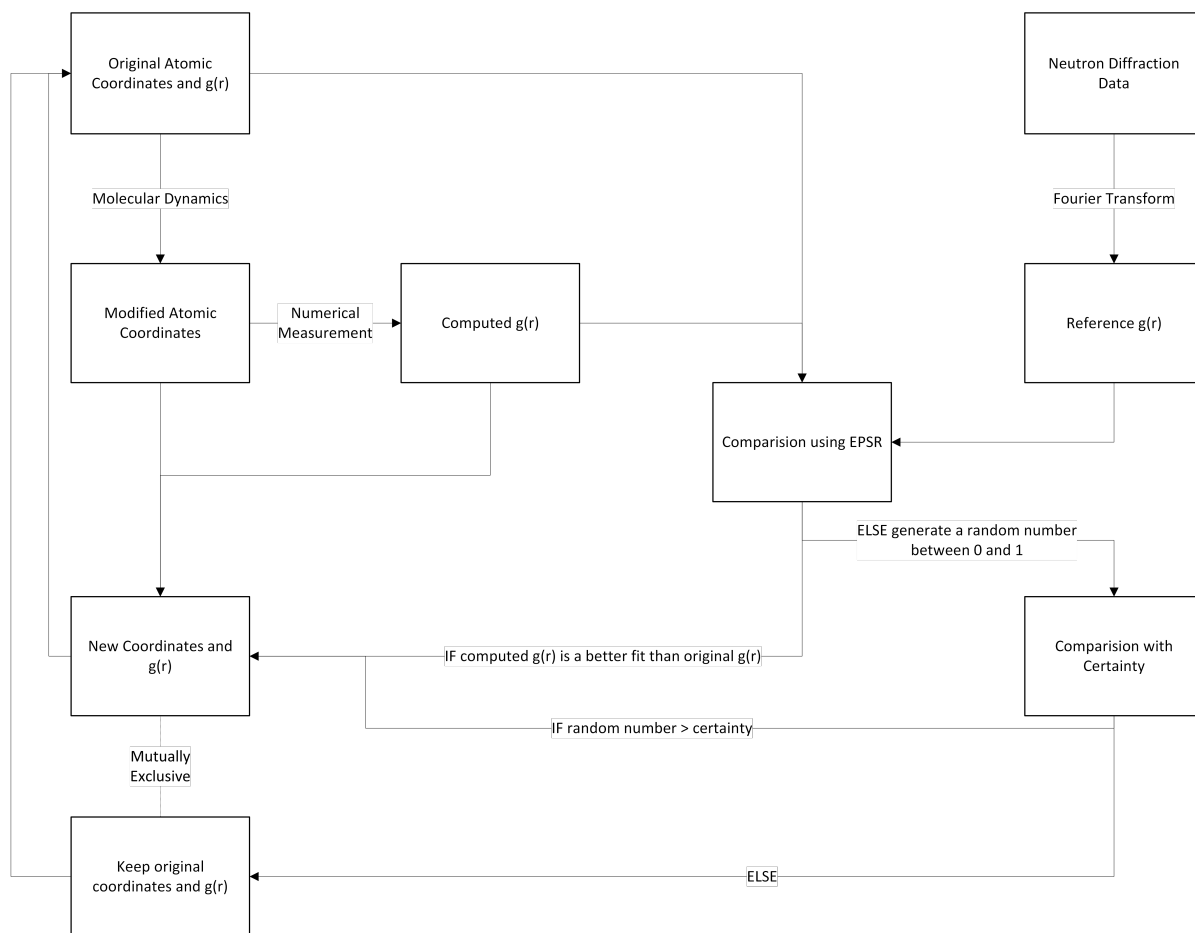 Original Atomic
Coordinates and g(r)
Neutron Diffraction
Data
Molecular Dynamics
Fourier Transform
Modified Atomic
Coordinates
Numerical
Measurement
Computed g(r)
Reference g(r)
Comparision using EPSR
ELSE generate a random number
between 0 and 1
New Coordinates and
g(r)
IF computed g(r) is a better fit than original g(r)
Comparision with
Certainty
IF random number > certainty
Mutually
Exclusive
Keep original
coordinates and g(r)
ELSE